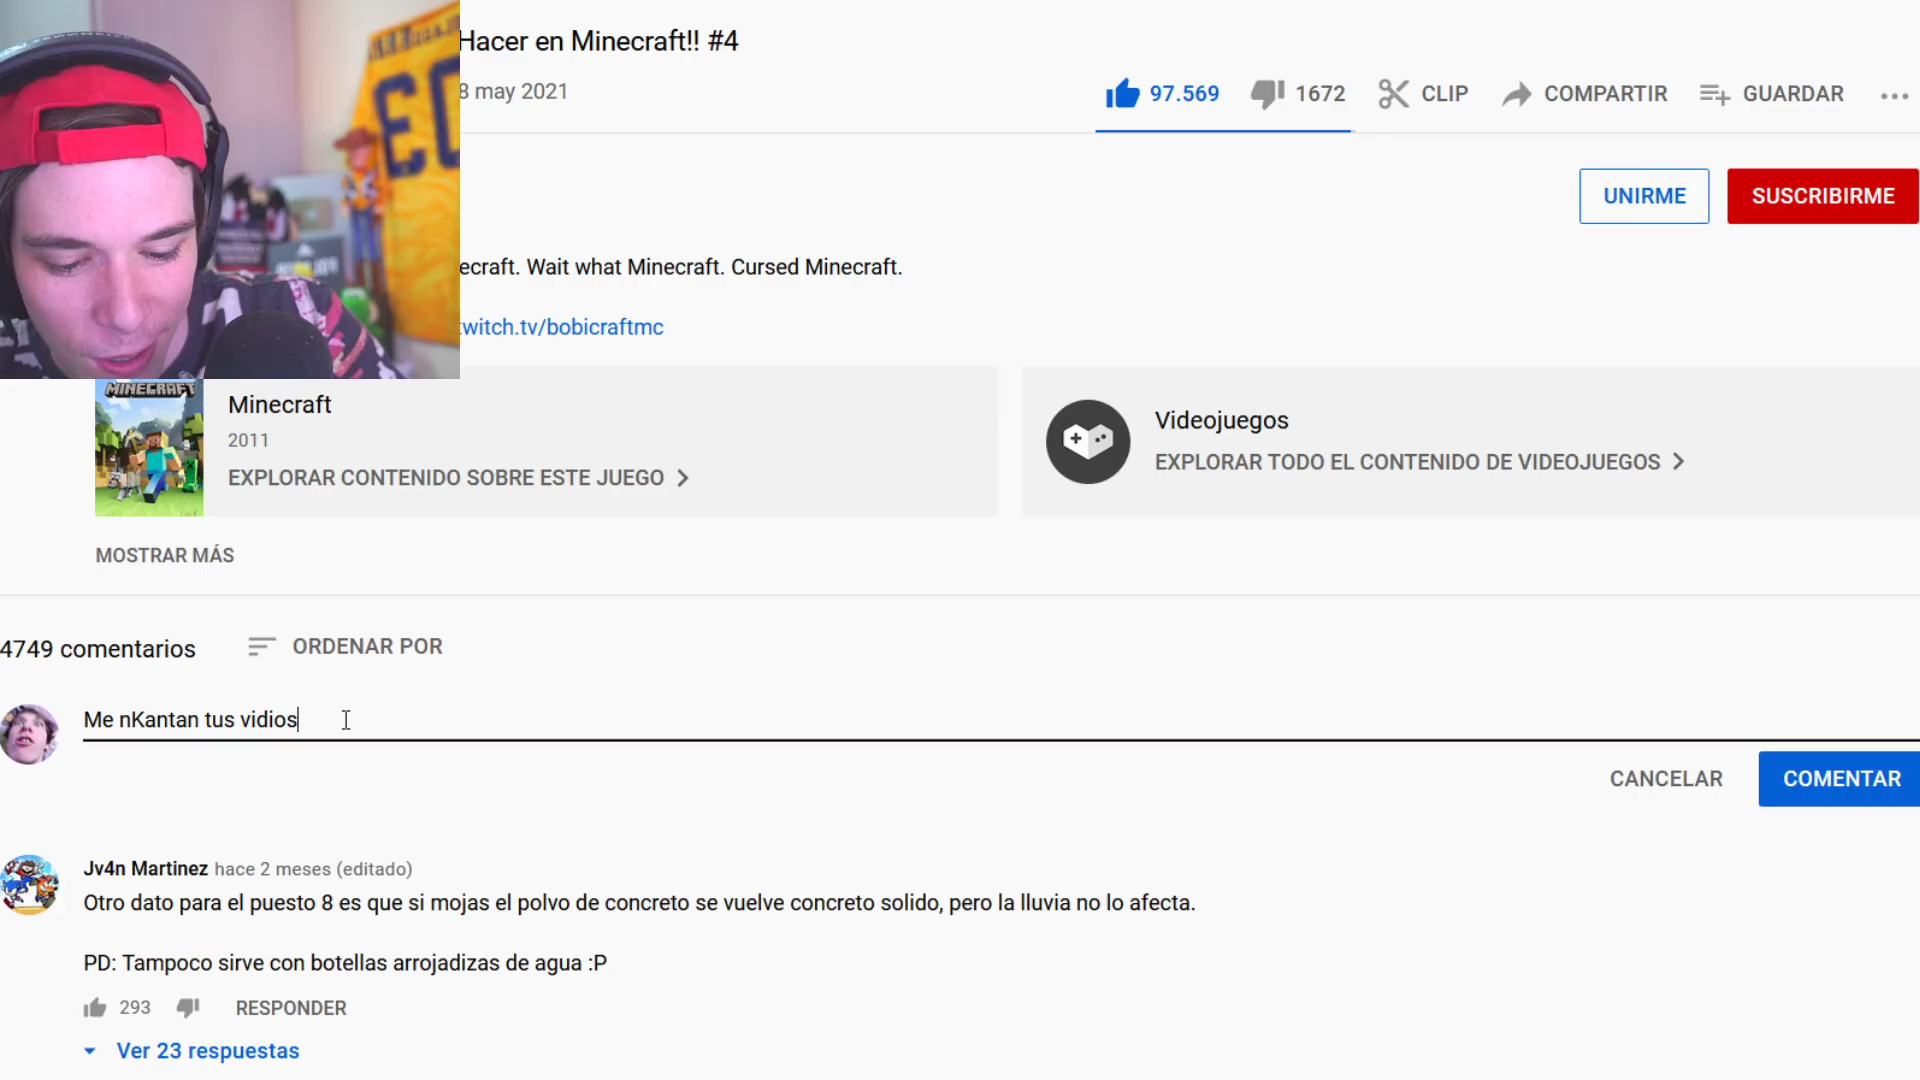 Hacer en Minecraft!! #4
8 may 2021
97.569 1672 CLIP COMPARTIR GUARDAR
UNIRME SUSCRIBIRME
ecraft. Wait what Minecraft. Cursed Minecraft.
twitch.tv/bobicraftmc
MINECRAFT
Minecraft
2011
EXPLORAR CONTENIDO SOBRE ESTE JUEGO
Videojuegos
EXPLORAR TODO EL CONTENIDO DE VIDEOJUEGOS
MOSTRAR MÁS
4749 comentarios ORDENAR POR
Me nKantan tus vidios
CANCELAR COMENTAR
Jv4n Martinez hace 2 meses (editado)
Otro dato para el puesto 8 es que si mojas el polvo de concreto se vuelve concreto solido, pero la lluvia no lo afecta.
PD: Tampoco sirve con botellas arrojadizas de agua :P
293 RESPONDER
Ver 23 respuestas